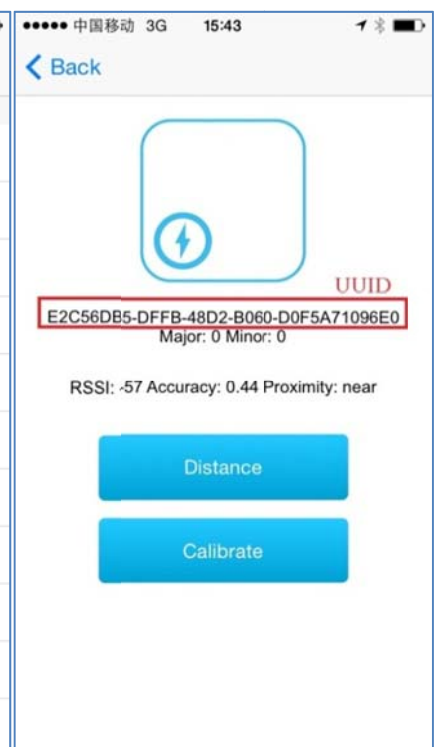 中国移动 3G 15:43
Back
UUID
E2C56DB5-DFFB-48D2-B060-D0F5A71096E0
Major: 0 Minor: 0
RSSI: -57 Accuracy: 0.44 Proximity: near
Distance
Calibrate